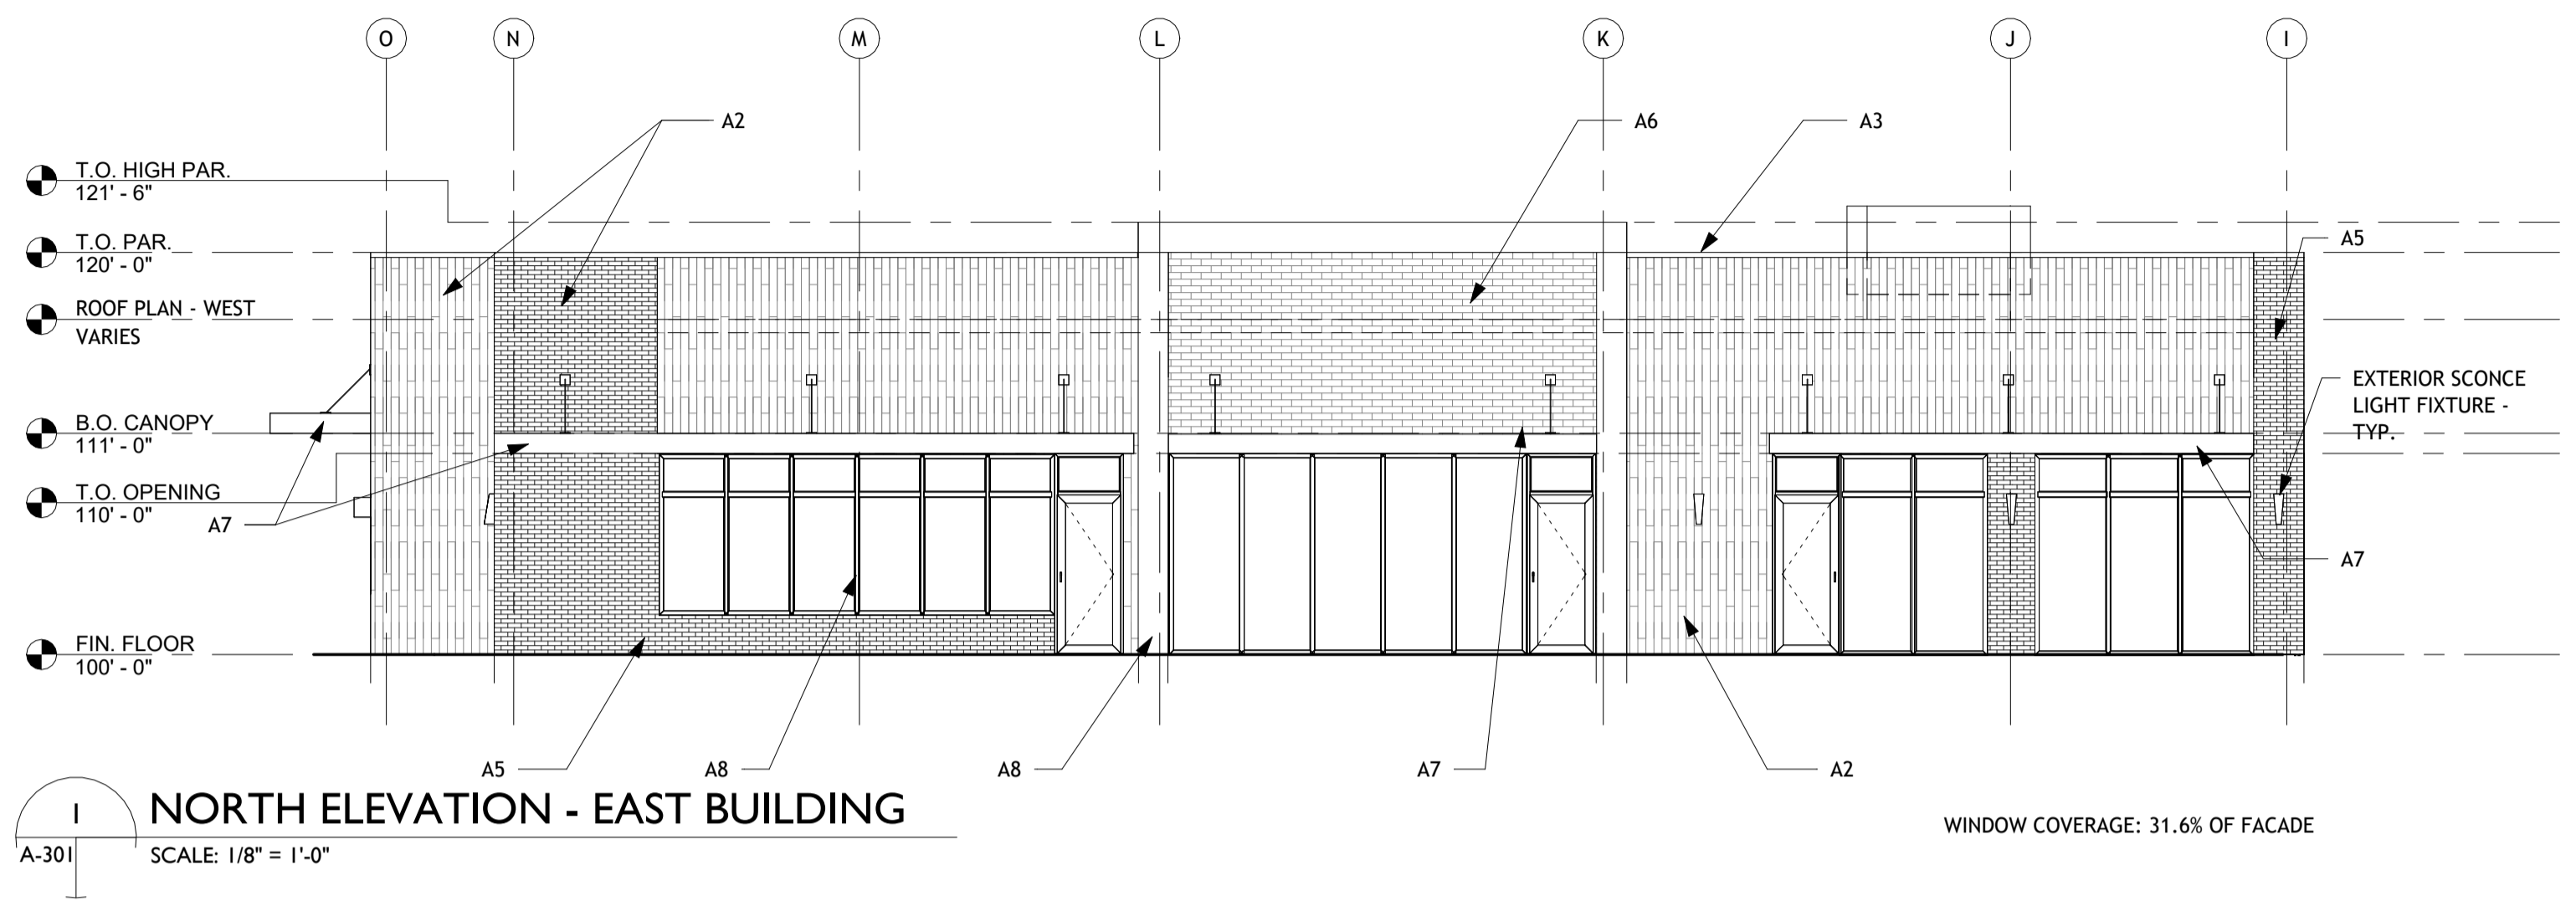 O N M L K J I
A2 A6 A3
T.O. HIGH PAR.
121' - 6"
T.O. PAR.
120' - 0"
A5
ROOF PLAN - WEST
VARIES
EXTERIOR SCONCE
LIGHT FIXTURE -
TYP.
B.O. CANOPY
111' - 0"
T.O. OPENING
110' - 0"
A7
A7
FIN. FLOOR
100' - 0"
A5 A8 A8 A7 A2
1
A-301
NORTH ELEVATION - EAST BUILDING
SCALE: 1/8" = 1'-0"
WINDOW COVERAGE: 31.6% OF FACADE